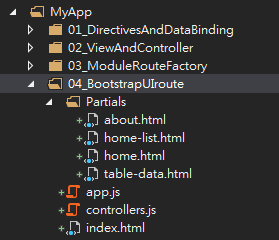 MyApp
01_DirectivesAndDataBinding
02_ViewAndController
03_ModuleRouteFactory
04_BootstrapUIroute
Partials
about.html
home-list.html
home.html
table-data.html
app.js
controllers.js
index.html